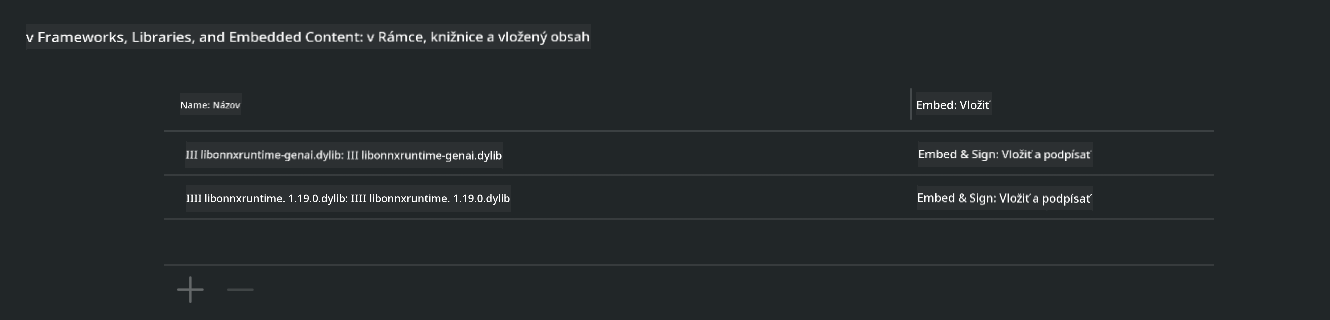 v Frameworks, Libraries, and Embedded Content: v Rámce, knižnice a vložený obsah
Name: Názov
Embed: Vložiť
III libonnxruntime-genai.dylib: III libonnxruntime-genai.dylib
Embed & Sign: Vložiť a podpísať
IIII libonnxruntime. 1.19.0.dyllb: IIII libonnxruntime. 1.19.0.dyllb
Embed & Sign: Vložiť a podpísať